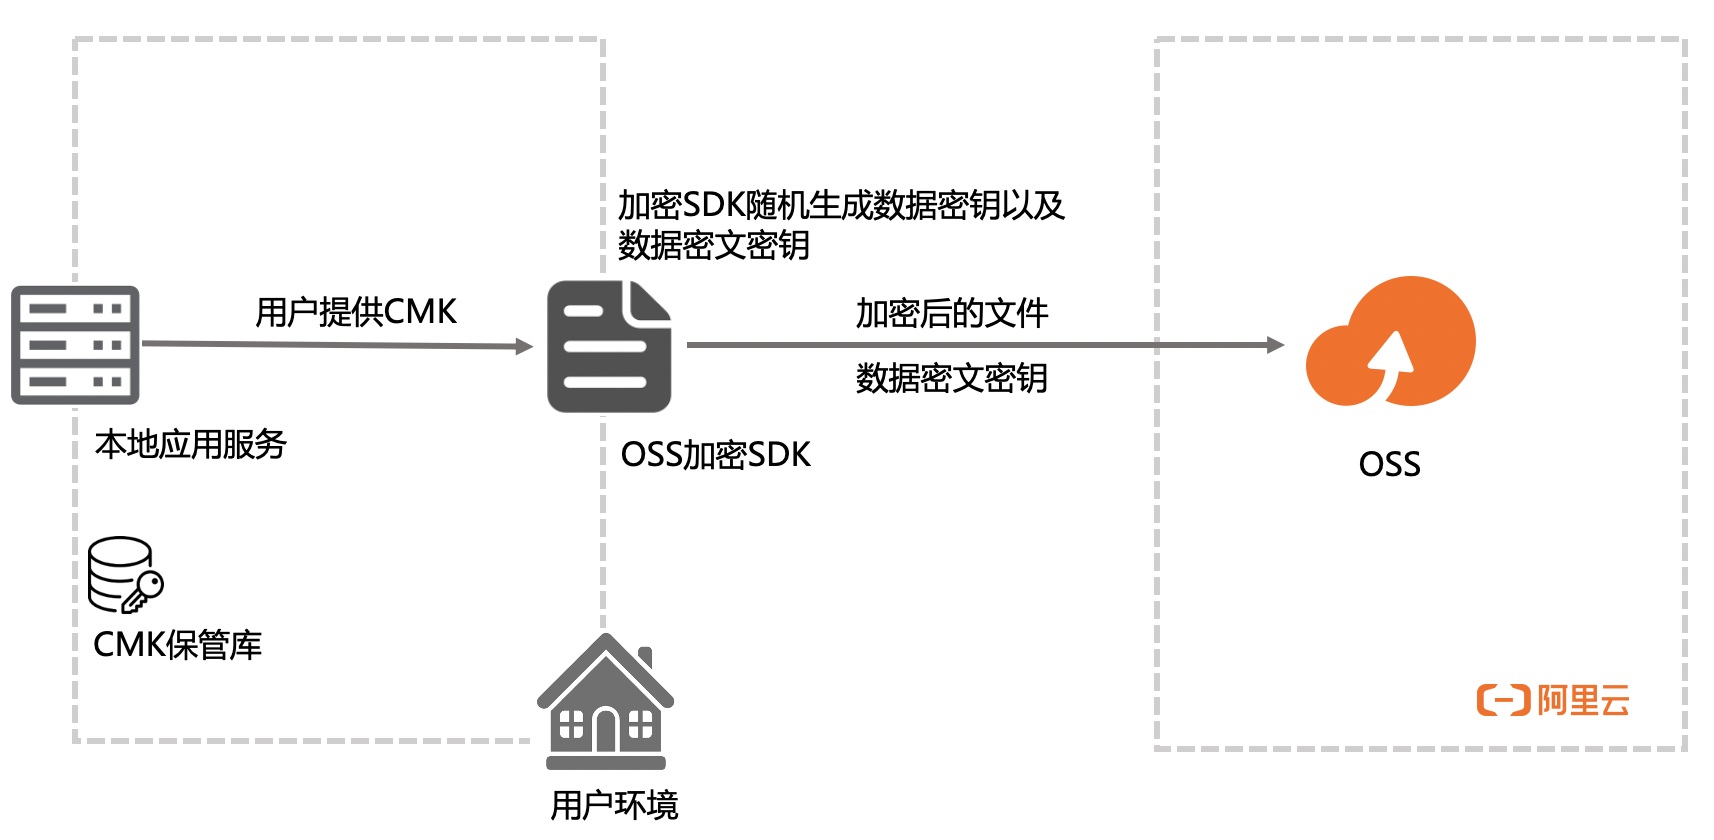 加密SDK随机生成数据密钥以及
数据密文密钥
用户提供CMK
加密后的文件
数据密文密钥
本地应用服务
OSS加密SDK
OSS
CMK保管库
阿里云
用户环境